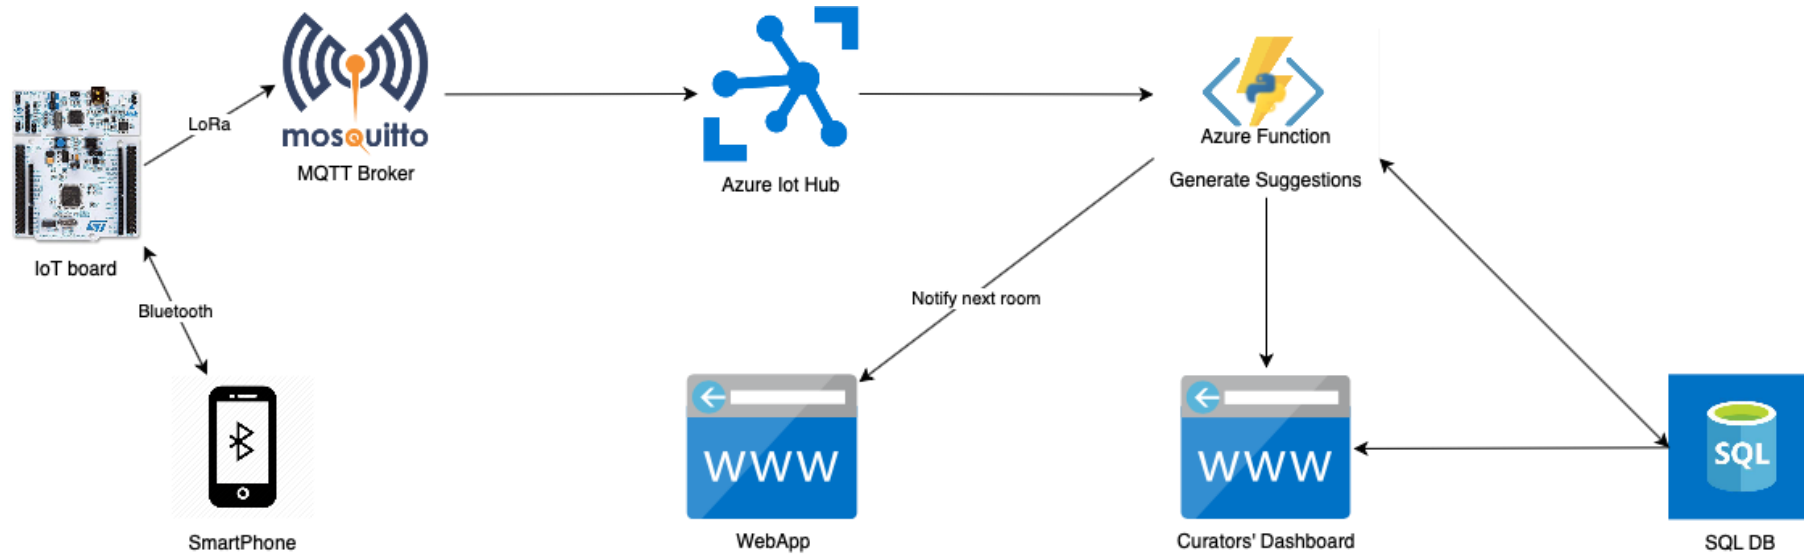 LoRa
mosquitto
MQTT Broker
Azure Iot Hub
Azure Function
Generate Suggestions
IoT board
Bluetooth
Notify next room
WWW
WWW
SQL
SmartPhone
WebApp
Curators' Dashboard
SQL DB